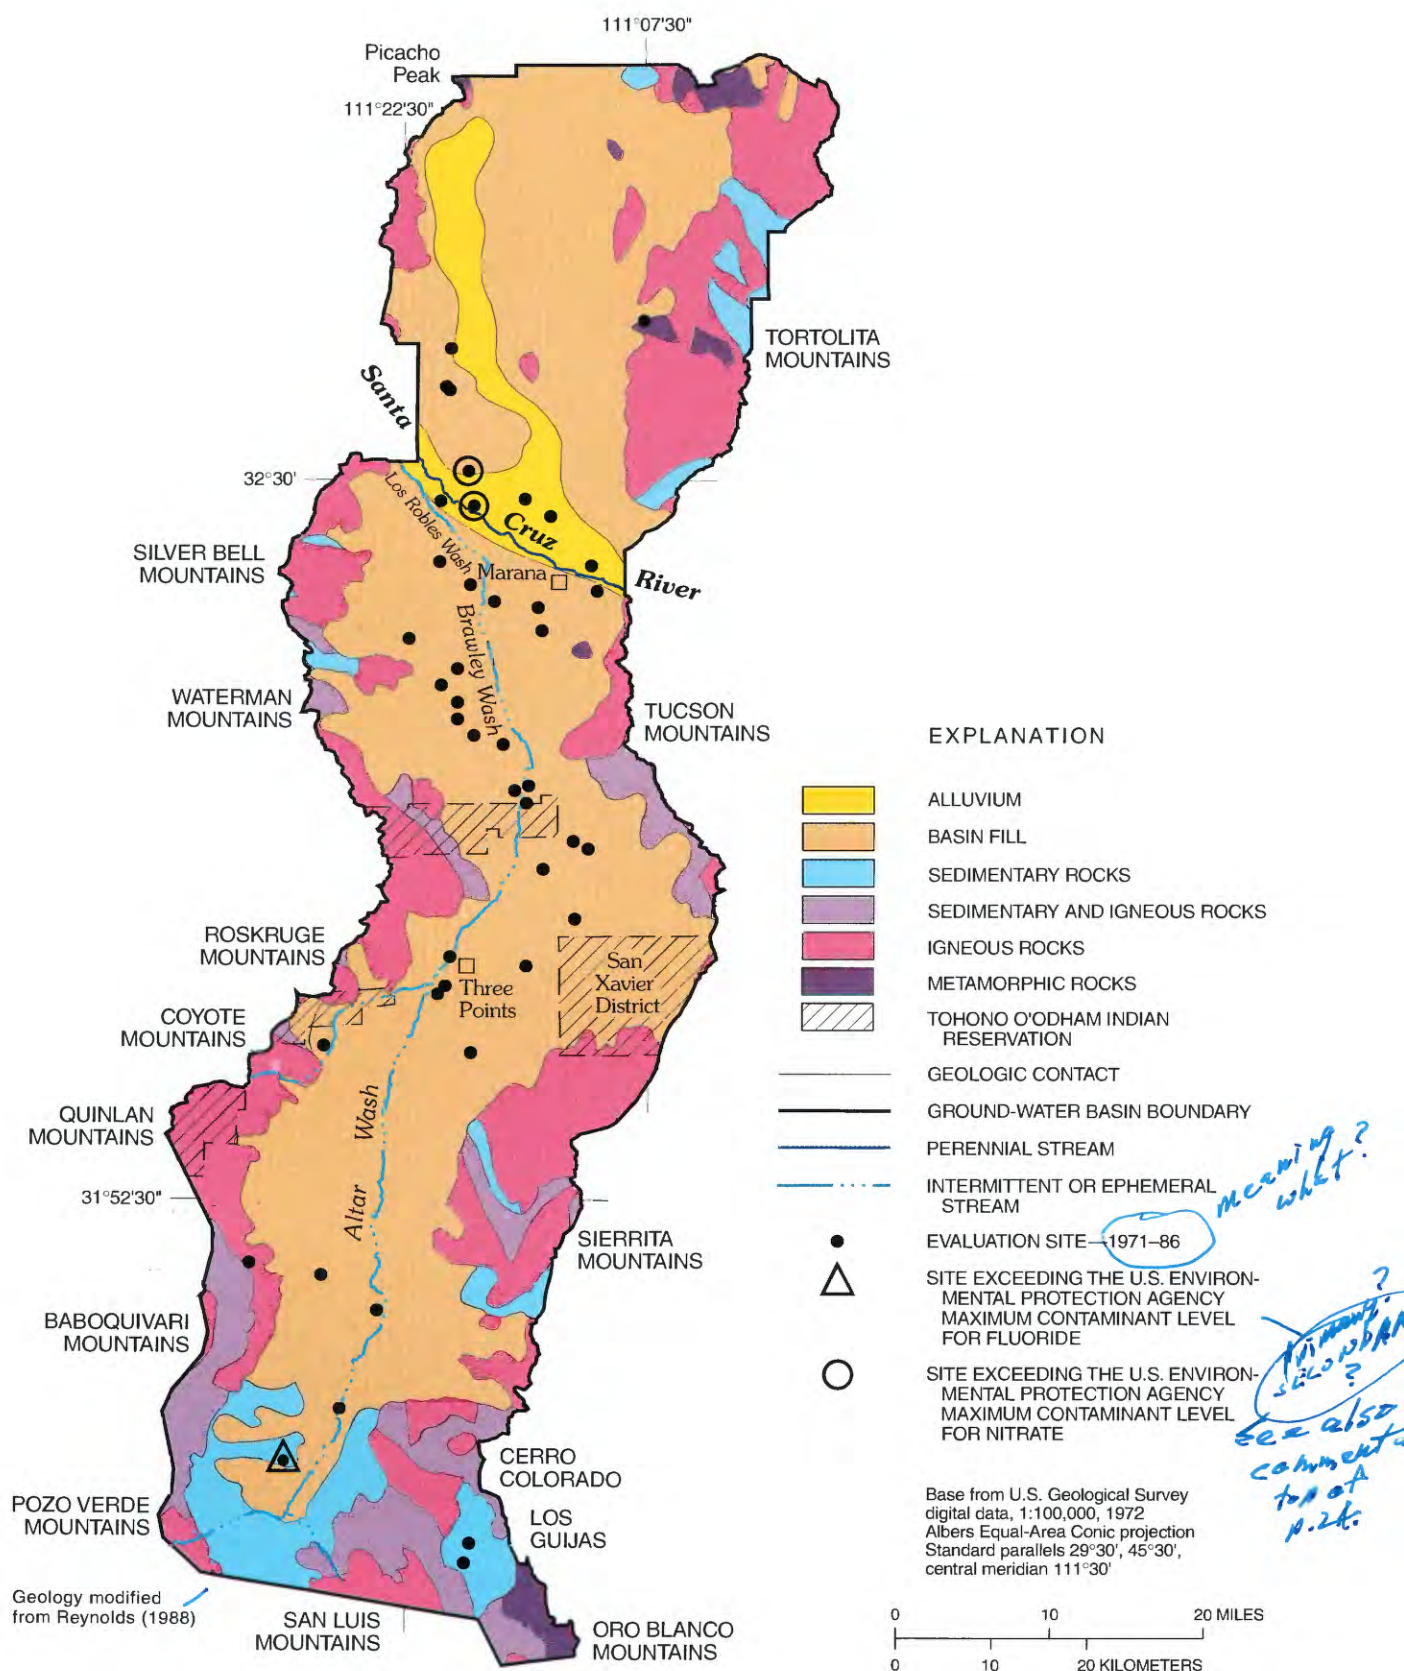 111°07'30"
Picacho
Peak
111°22'30"
TORTOLITA
MOUNTAINS
Santa
32°30'
Los Robles Wash
Cruz
SILVER BELL
MOUNTAINS
Marana
River
Brawley Wash
WATERMAN
MOUNTAINS
TUCSON
MOUNTAINS
EXPLANATION
ALLUVIUM
BASIN FILL
SEDIMENTARY ROCKS
SEDIMENTARY AND IGNEOUS ROCKS
IGNEOUS ROCKS
METAMORPHIC ROCKS
TOHONO O'ODHAM INDIAN
RESERVATION
GEOLOGIC CONTACT
GROUND-WATER BASIN BOUNDARY
PERENNIAL STREAM
INTERMITTENT OR EPHEMERAL
STREAM
EVALUATION SITE—1971–86
SITE EXCEEDING THE U.S. ENVIRON-
MENTAL PROTECTION AGENCY
MAXIMUM CONTAMINANT LEVEL
FOR FLUORIDE
SITE EXCEEDING THE U.S. ENVIRON-
MENTAL PROTECTION AGENCY
MAXIMUM CONTAMINANT LEVEL
FOR NITRATE
meaning
what?
?
SECONDARY
?
see also
comment
top of
p. 2A.
ROSKRUGE
MOUNTAINS
San
Xavier
District
Three
Points
COYOTE
MOUNTAINS
QUINLAN
MOUNTAINS
Altar Wash
31°52'30"
SIERRITA
MOUNTAINS
BABOQUIVARI
MOUNTAINS
CERRO
COLORADO
POZO VERDE
MOUNTAINS
LOS
GUIJAS
Geology modified
from Reynolds (1988)
SAN LUIS
MOUNTAINS
ORO BLANCO
MOUNTAINS
Base from U.S. Geological Survey
digital data, 1:100,000, 1972
Albers Equal-Area Conic projection
Standard parallels 29°30', 45°30',
central meridian 111°30'
0 10 20 MILES
0 10 20 KILOMETERS